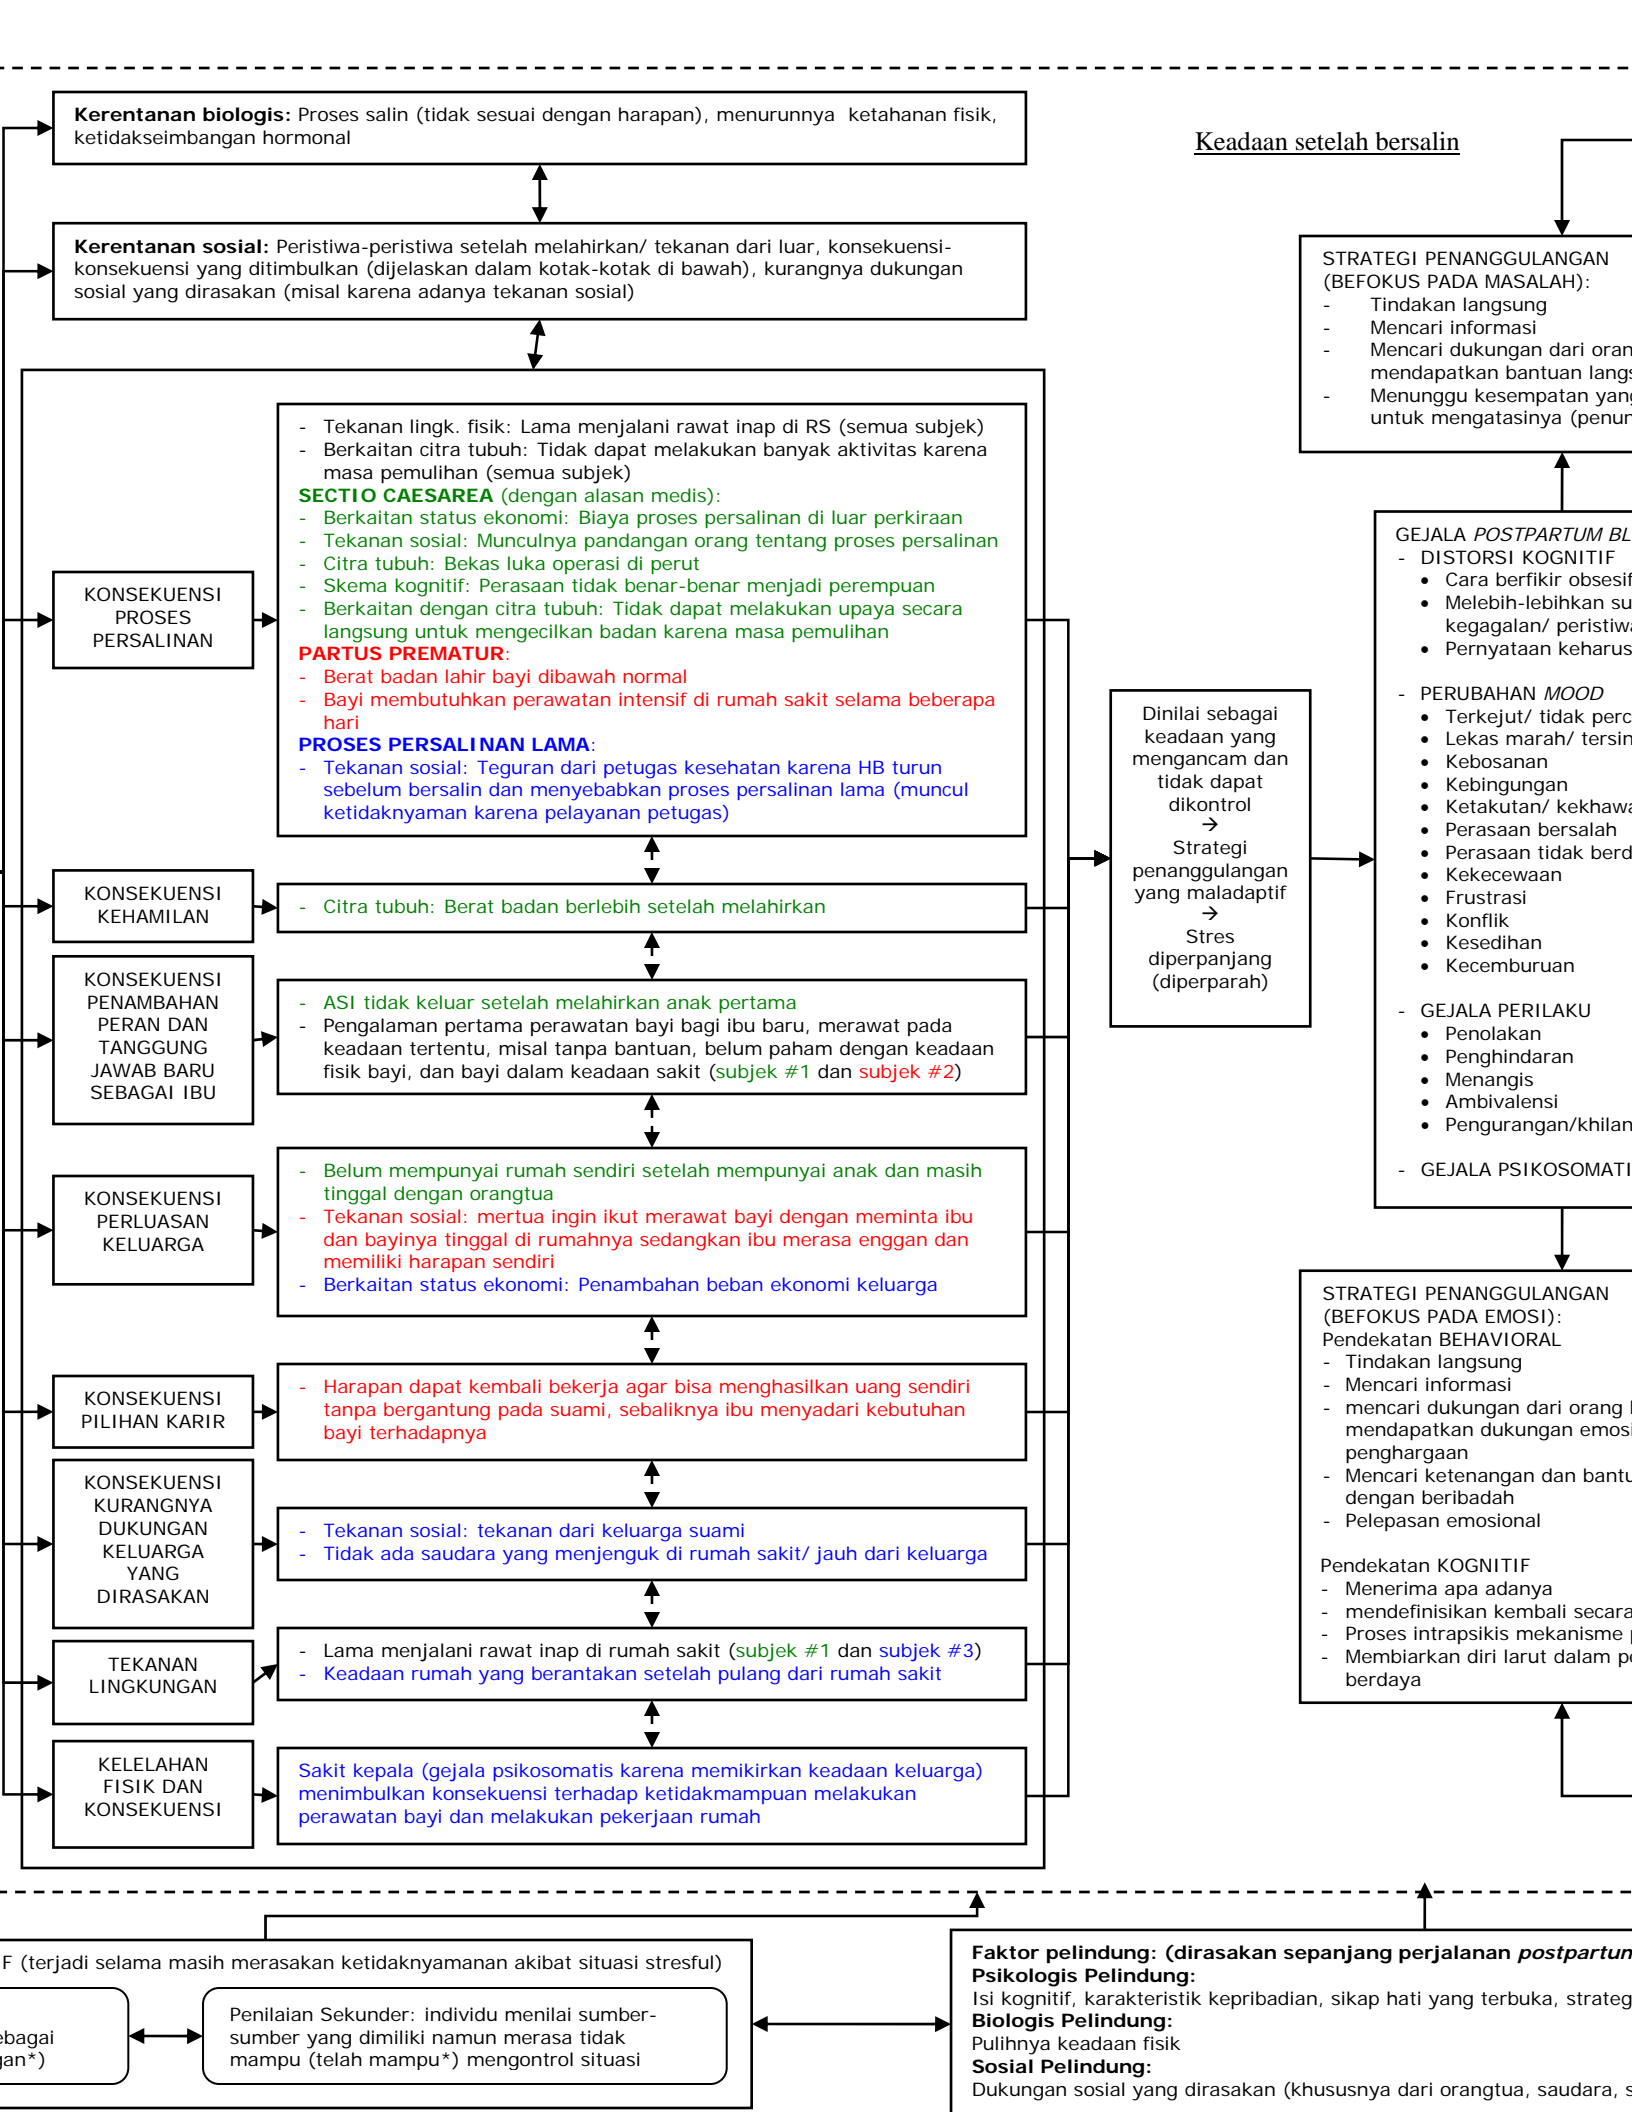 Kerentanan biologis: Proses salin (tidak sesuai dengan harapan), menurunnya ketahanan fisik,
ketidakseimbangan hormonal
Keadaan setelah bersalin
Kerentanan sosial: Peristiwa-peristiwa setelah melahirkan/ tekanan dari luar, konsekuensi-
konsekuensi yang ditimbulkan (dijelaskan dalam kotak-kotak di bawah), kurangnya dukungan
sosial yang dirasakan (misal karena adanya tekanan sosial)
KONSEKUENSI
PROSES
PERSALINAN
- Tekanan lingk. fisik: Lama menjalani rawat inap di RS (semua subjek)
- Berkaitan citra tubuh: Tidak dapat melakukan banyak aktivitas karena
masa pemulihan (semua subjek)
SECTIO CAESAREA (dengan alasan medis):
- Berkaitan status ekonomi: Biaya proses persalinan di luar perkiraan
- Tekanan sosial: Munculnya pandangan orang tentang proses persalinan
- Citra tubuh: Bekas luka operasi di perut
- Skema kognitif: Perasaan tidak benar-benar menjadi perempuan
- Berkaitan dengan citra tubuh: Tidak dapat melakukan upaya secara
langsung untuk mengecilkan badan karena masa pemulihan
PARTUS PREMATUR:
- Berat badan lahir bayi dibawah normal
- Bayi membutuhkan perawatan intensif di rumah sakit selama beberapa
hari
PROSES PERSALINAN LAMA:
- Tekanan sosial: Teguran dari petugas kesehatan karena HB turun
sebelum bersalin dan menyebabkan proses persalinan lama (muncul
ketidaknyaman karena pelayanan petugas)
KONSEKUENSI
KEHAMILAN
- Citra tubuh: Berat badan berlebih setelah melahirkan
KONSEKUENSI
PENAMBAHAN
PERAN DAN
TANGGUNG
JAWAB BARU
SEBAGAI IBU
- ASI tidak keluar setelah melahirkan anak pertama
- Pengalaman pertama perawatan bayi bagi ibu baru, merawat pada
keadaan tertentu, misal tanpa bantuan, belum paham dengan keadaan
fisik bayi, dan bayi dalam keadaan sakit (subjek #1 dan subjek #2)
KONSEKUENSI
PERLUASAN
KELUARGA
- Belum mempunyai rumah sendiri setelah mempunyai anak dan masih
tinggal dengan orangtua
- Tekanan sosial: mertua ingin ikut merawat bayi dengan meminta ibu
dan bayinya tinggal di rumahnya sedangkan ibu merasa enggan dan
memiliki harapan sendiri
- Berkaitan status ekonomi: Penambahan beban ekonomi keluarga
KONSEKUENSI
PILIHAN KARIR
- Harapan dapat kembali bekerja agar bisa menghasilkan uang sendiri
tanpa bergantung pada suami, sebaliknya ibu menyadari kebutuhan
bayi terhadapnya
KONSEKUENSI
KURANGNYA
DUKUNGAN
KELUARGA
YANG
DIRASAKAN
- Tekanan sosial: tekanan dari keluarga suami
- Tidak ada saudara yang menjenguk di rumah sakit/ jauh dari keluarga
TEKANAN
LINGKUNGAN
- Lama menjalani rawat inap di rumah sakit (subjek #1 dan subjek #3)
- Keadaan rumah yang berantakan setelah pulang dari rumah sakit
KELELAHAN
FISIK DAN
KONSEKUENSI
Sakit kepala (gejala psikosomatis karena memikirkan keadaan keluarga)
menimbulkan konsekuensi terhadap ketidakmampuan melakukan
perawatan bayi dan melakukan pekerjaan rumah
Dinilai sebagai
keadaan yang
mengancam dan
tidak dapat
dikontrol
→
Strategi
penanggulangan
yang maladaptif
→
Stres
diperpanjang
(diperparah)
STRATEGI PENANGGULANGAN
(BEFOKUS PADA MASALAH):
- Tindakan langsung
- Mencari informasi
- Mencari dukungan dari oran
mendapatkan bantuan langs
- Menunggu kesempatan yang
untuk mengatasinya (penun
GEJALA POSTPARTUM BL
- DISTORSI KOGNITIF
• Cara berfikir obsesif
• Melebih-lebihkan su
kegagalan/ peristiwa
• Pernyataan keharus
- PERUBAHAN MOOD
• Terkejut/ tidak perc
• Lekas marah/ tersin
• Kebosanan
• Kebingungan
• Ketakutan/ kekhawa
• Perasaan bersalah
• Perasaan tidak berd
• Kekecewaan
• Frustrasi
• Konflik
• Kesedihan
• Kecemburuan
- GEJALA PERILAKU
• Penolakan
• Penghindaran
• Menangis
• Ambivalensi
• Pengurangan/khilan
- GEJALA PSIKOSOMATI
STRATEGI PENANGGULANGAN
(BEFOKUS PADA EMOSI):
Pendekatan BEHAVIORAL
- Tindakan langsung
- Mencari informasi
- mencari dukungan dari orang l
mendapatkan dukungan emosi
penghargaan
- Mencari ketenangan dan bantu
dengan beribadah
- Pelepasan emosional
Pendekatan KOGNITIF
- Menerima apa adanya
- mendefinisikan kembali secara
- Proses intrapsikis mekanisme p
- Membiarkan diri larut dalam pe
berdaya
F (terjadi selama masih merasakan ketidaknyamanan akibat situasi stresful)
ebagai
gan*)
Penilaian Sekunder: individu menilai sumber-
sumber yang dimiliki namun merasa tidak
mampu (telah mampu*) mengontrol situasi
Faktor pelindung: (dirasakan sepanjang perjalanan postpartun
Psikologis Pelindung:
Isi kognitif, karakteristik kepribadian, sikap hati yang terbuka, strateg
Biologis Pelindung:
Pulihnya keadaan fisik
Sosial Pelindung:
Dukungan sosial yang dirasakan (khususnya dari orangtua, saudara, s